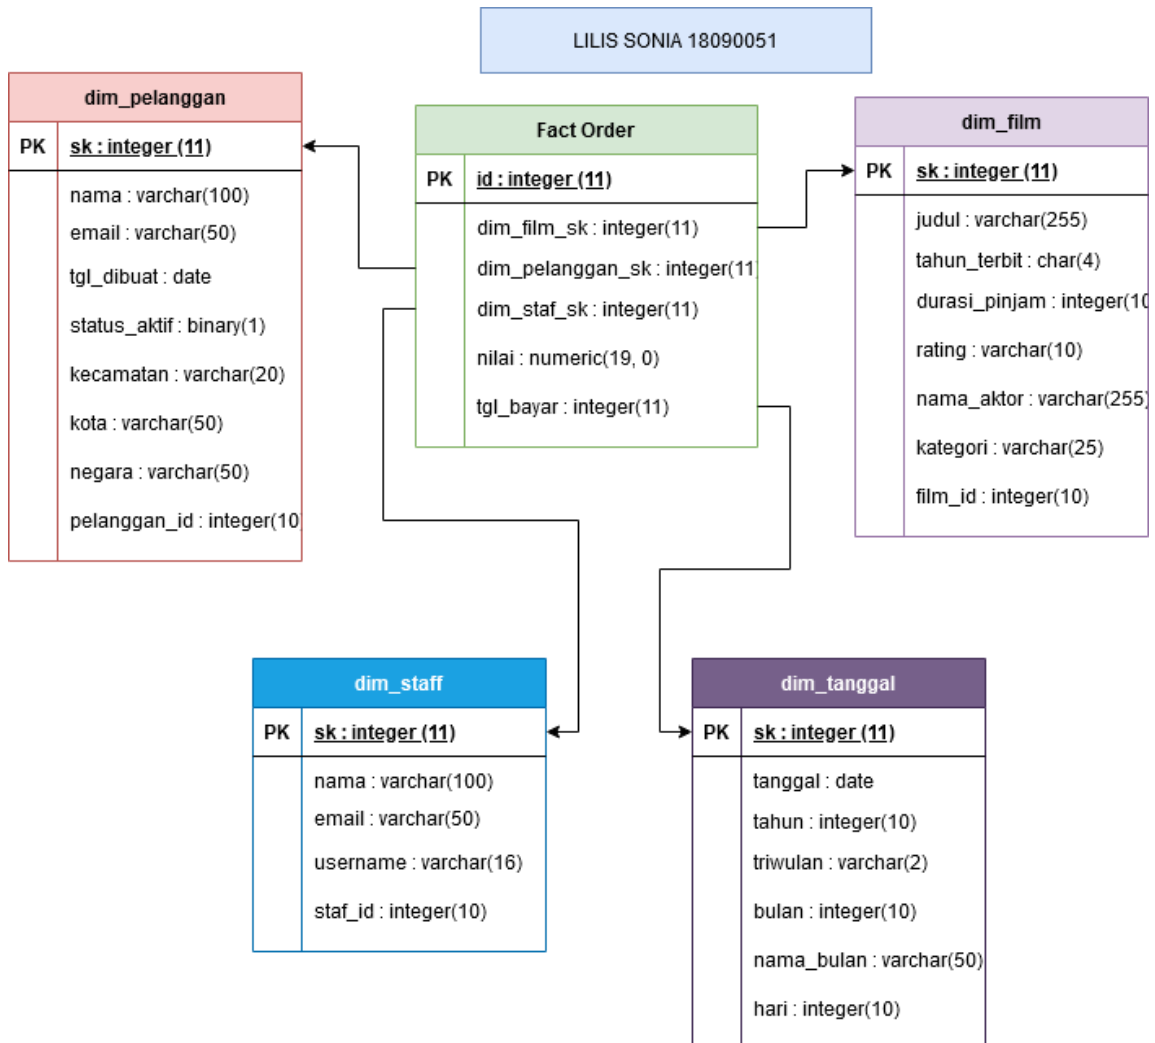 LILIS SONIA 18090051
dim_pelanggan
PK sk : integer (11)
nama : varchar(100)
email : varchar(50)
tgl_dibuat : date
status_aktif : binary(1)
kecamatan : varchar(20)
kota : varchar(50)
negara : varchar(50)
pelanggan_id : integer(10
Fact Order
PK id : integer (11)
dim_film_sk : integer(11)
dim_pelanggan_sk : integer(11)
dim_staf_sk : integer(11)
nilai : numeric(19, 0)
tgl_bayar : integer(11)
dim_film
PK sk : integer (11)
judul : varchar(255)
tahun_terbit : char(4)
durasi_pinjam : integer(10
rating : varchar(10)
nama_aktor : varchar(255)
kategori : varchar(25)
film_id : integer(10)
dim_staff
PK sk : integer (11)
nama : varchar(100)
email : varchar(50)
username : varchar(16)
staf_id : integer(10)
dim_tanggal
PK sk : integer (11)
tanggal : date
tahun : integer(10)
triwulan : varchar(2)
bulan : integer(10)
nama_bulan : varchar(50)
hari : integer(10)